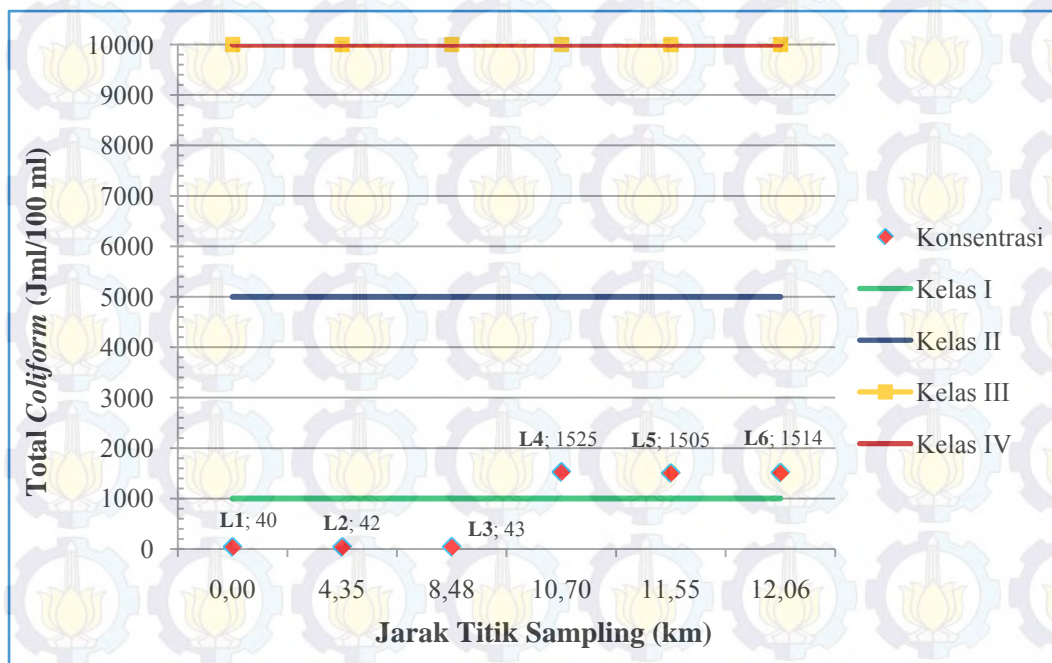 10000
9000
8000
7000
6000
5000
4000
3000
2000
1000
0
Total Coliform (Jml/100 ml)
L1; 40
L2; 42
L3; 43
L4; 1525
L5; 1505
L6; 1514
0,00 4,35 8,48 10,70 11,55 12,06
Jarak Titik Sampling (km)
Konsentrasi
Kelas I
Kelas II
Kelas III
Kelas IV